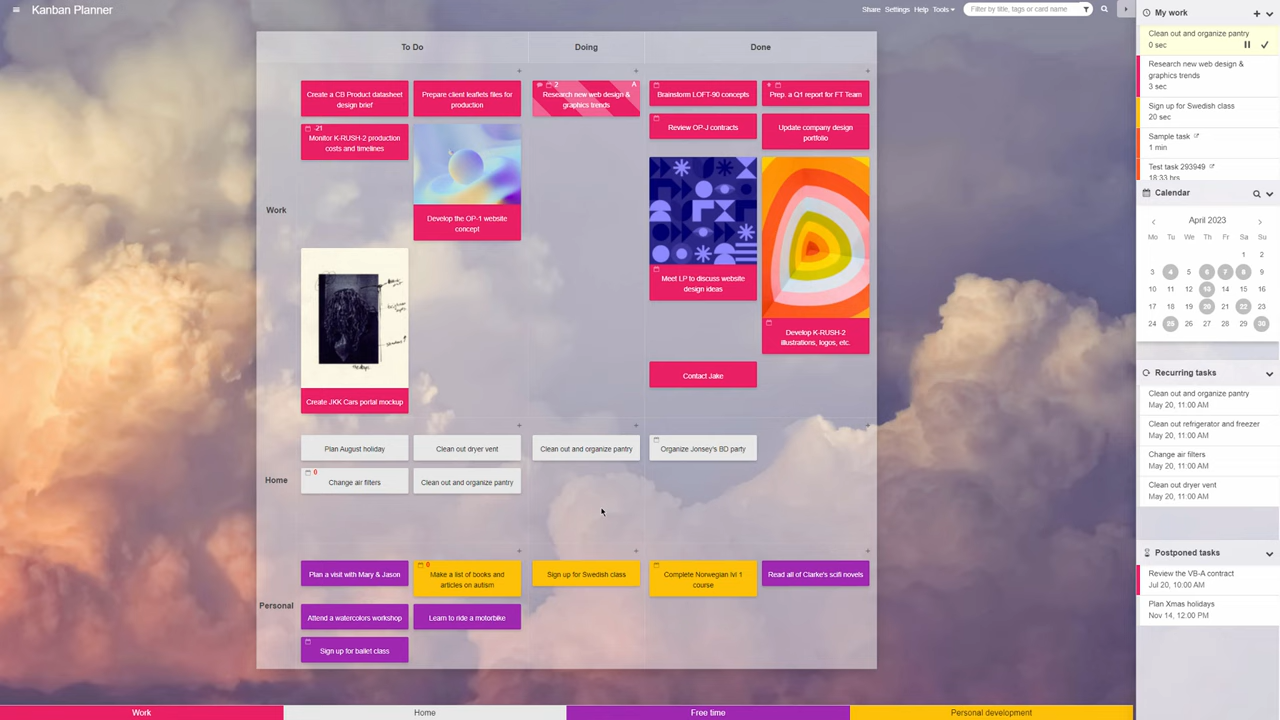 Kanban Planner
Share Settings Help Tools
Filter by title, tags or card name
To Do
Doing
Done
Work
Create a CB Product datasheet
design brief
Prepare client leaflets files for
production
2
A
Research new web design &
graphics trends
Brainstorm LOFT-90 concepts
Prep. a Q1 report for FT Team
-21
Monitor K-RUSH-2 production
costs and timelines
Review OP-J contracts
Update company design
portfolio
Develop the OP-1 website
concept
Meet LP to discuss website
design ideas
Develop K-RUSH-2
illustrations, logos, etc.
Contact Jake
Create JKK Cars portal mockup
Home
Plan August holiday
Clean out dryer vent
Clean out and organize pantry
Organize Jonsey's BD party
0
Change air filters
Clean out and organize pantry
Personal
Plan a visit with Mary & Jason
0
Make a list of books and
articles on autism
Sign up for Swedish class
Complete Norwegian lvl 1
course
Read all of Clarke's scifi novels
Attend a watercolors workshop
Learn to ride a motorbike
Sign up for ballet class
Work
Home
Free time
Personal development
My work
Clean out and organize pantry
0 sec
Research new web design &
graphics trends
3 sec
Sign up for Swedish class
20 sec
Sample task
1 min
Test task 293949
18:33 hrs
Calendar
April 2023
Mo Tu We Th Fr Sa Su
1 2
3 4 5 6 7 8 9
10 11 12 13 14 15 16
17 18 19 20 21 22 23
24 25 26 27 28 29 30
Recurring tasks
Clean out and organize pantry
May 20, 11:00 AM
Clean out refrigerator and freezer
May 20, 11:00 AM
Change air filters
May 20, 11:00 AM
Clean out dryer vent
May 20, 11:00 AM
Postponed tasks
Review the VB-A contract
Jul 20, 10:00 AM
Plan Xmas holidays
Nov 14, 12:00 PM